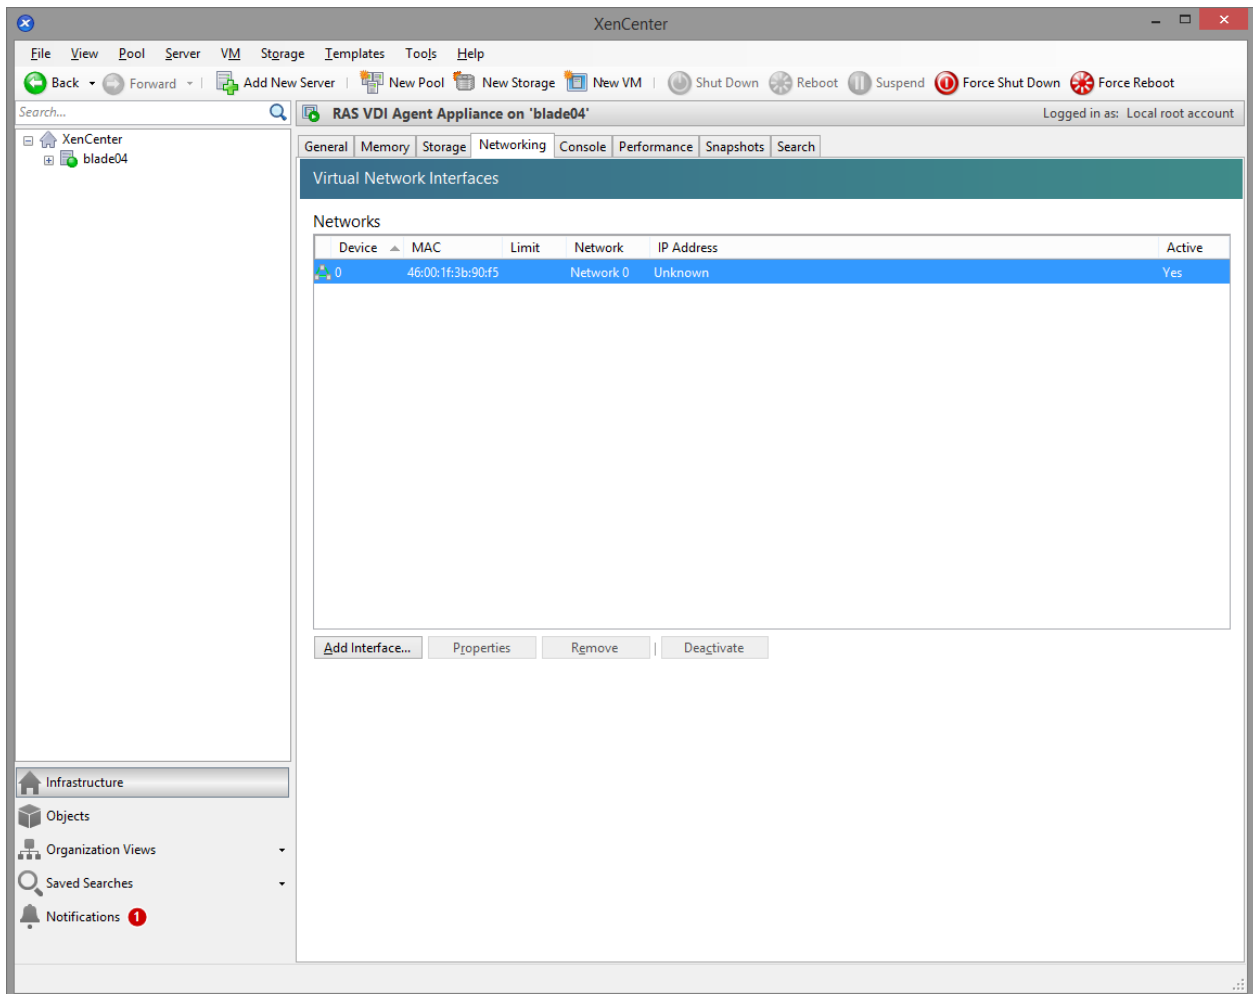 XenCenter
File View Pool Server VM Storage Templates Tools Help
Back Forward Add New Server New Pool New Storage New VM Shut Down Reboot Suspend Force Shut Down Force Reboot
Search...
RAS VDI Agent Appliance on 'blade04' Logged in as: Local root account
XenCenter
blade04
General Memory Storage Networking Console Performance Snapshots Search
Virtual Network Interfaces
Networks
Device MAC Limit Network IP Address Active
0 46:00:1f:3b:90:f5 Network 0 Unknown Yes
Add Interface... Properties Remove Deactivate
Infrastructure
Objects
Organization Views
Saved Searches
Notifications 1